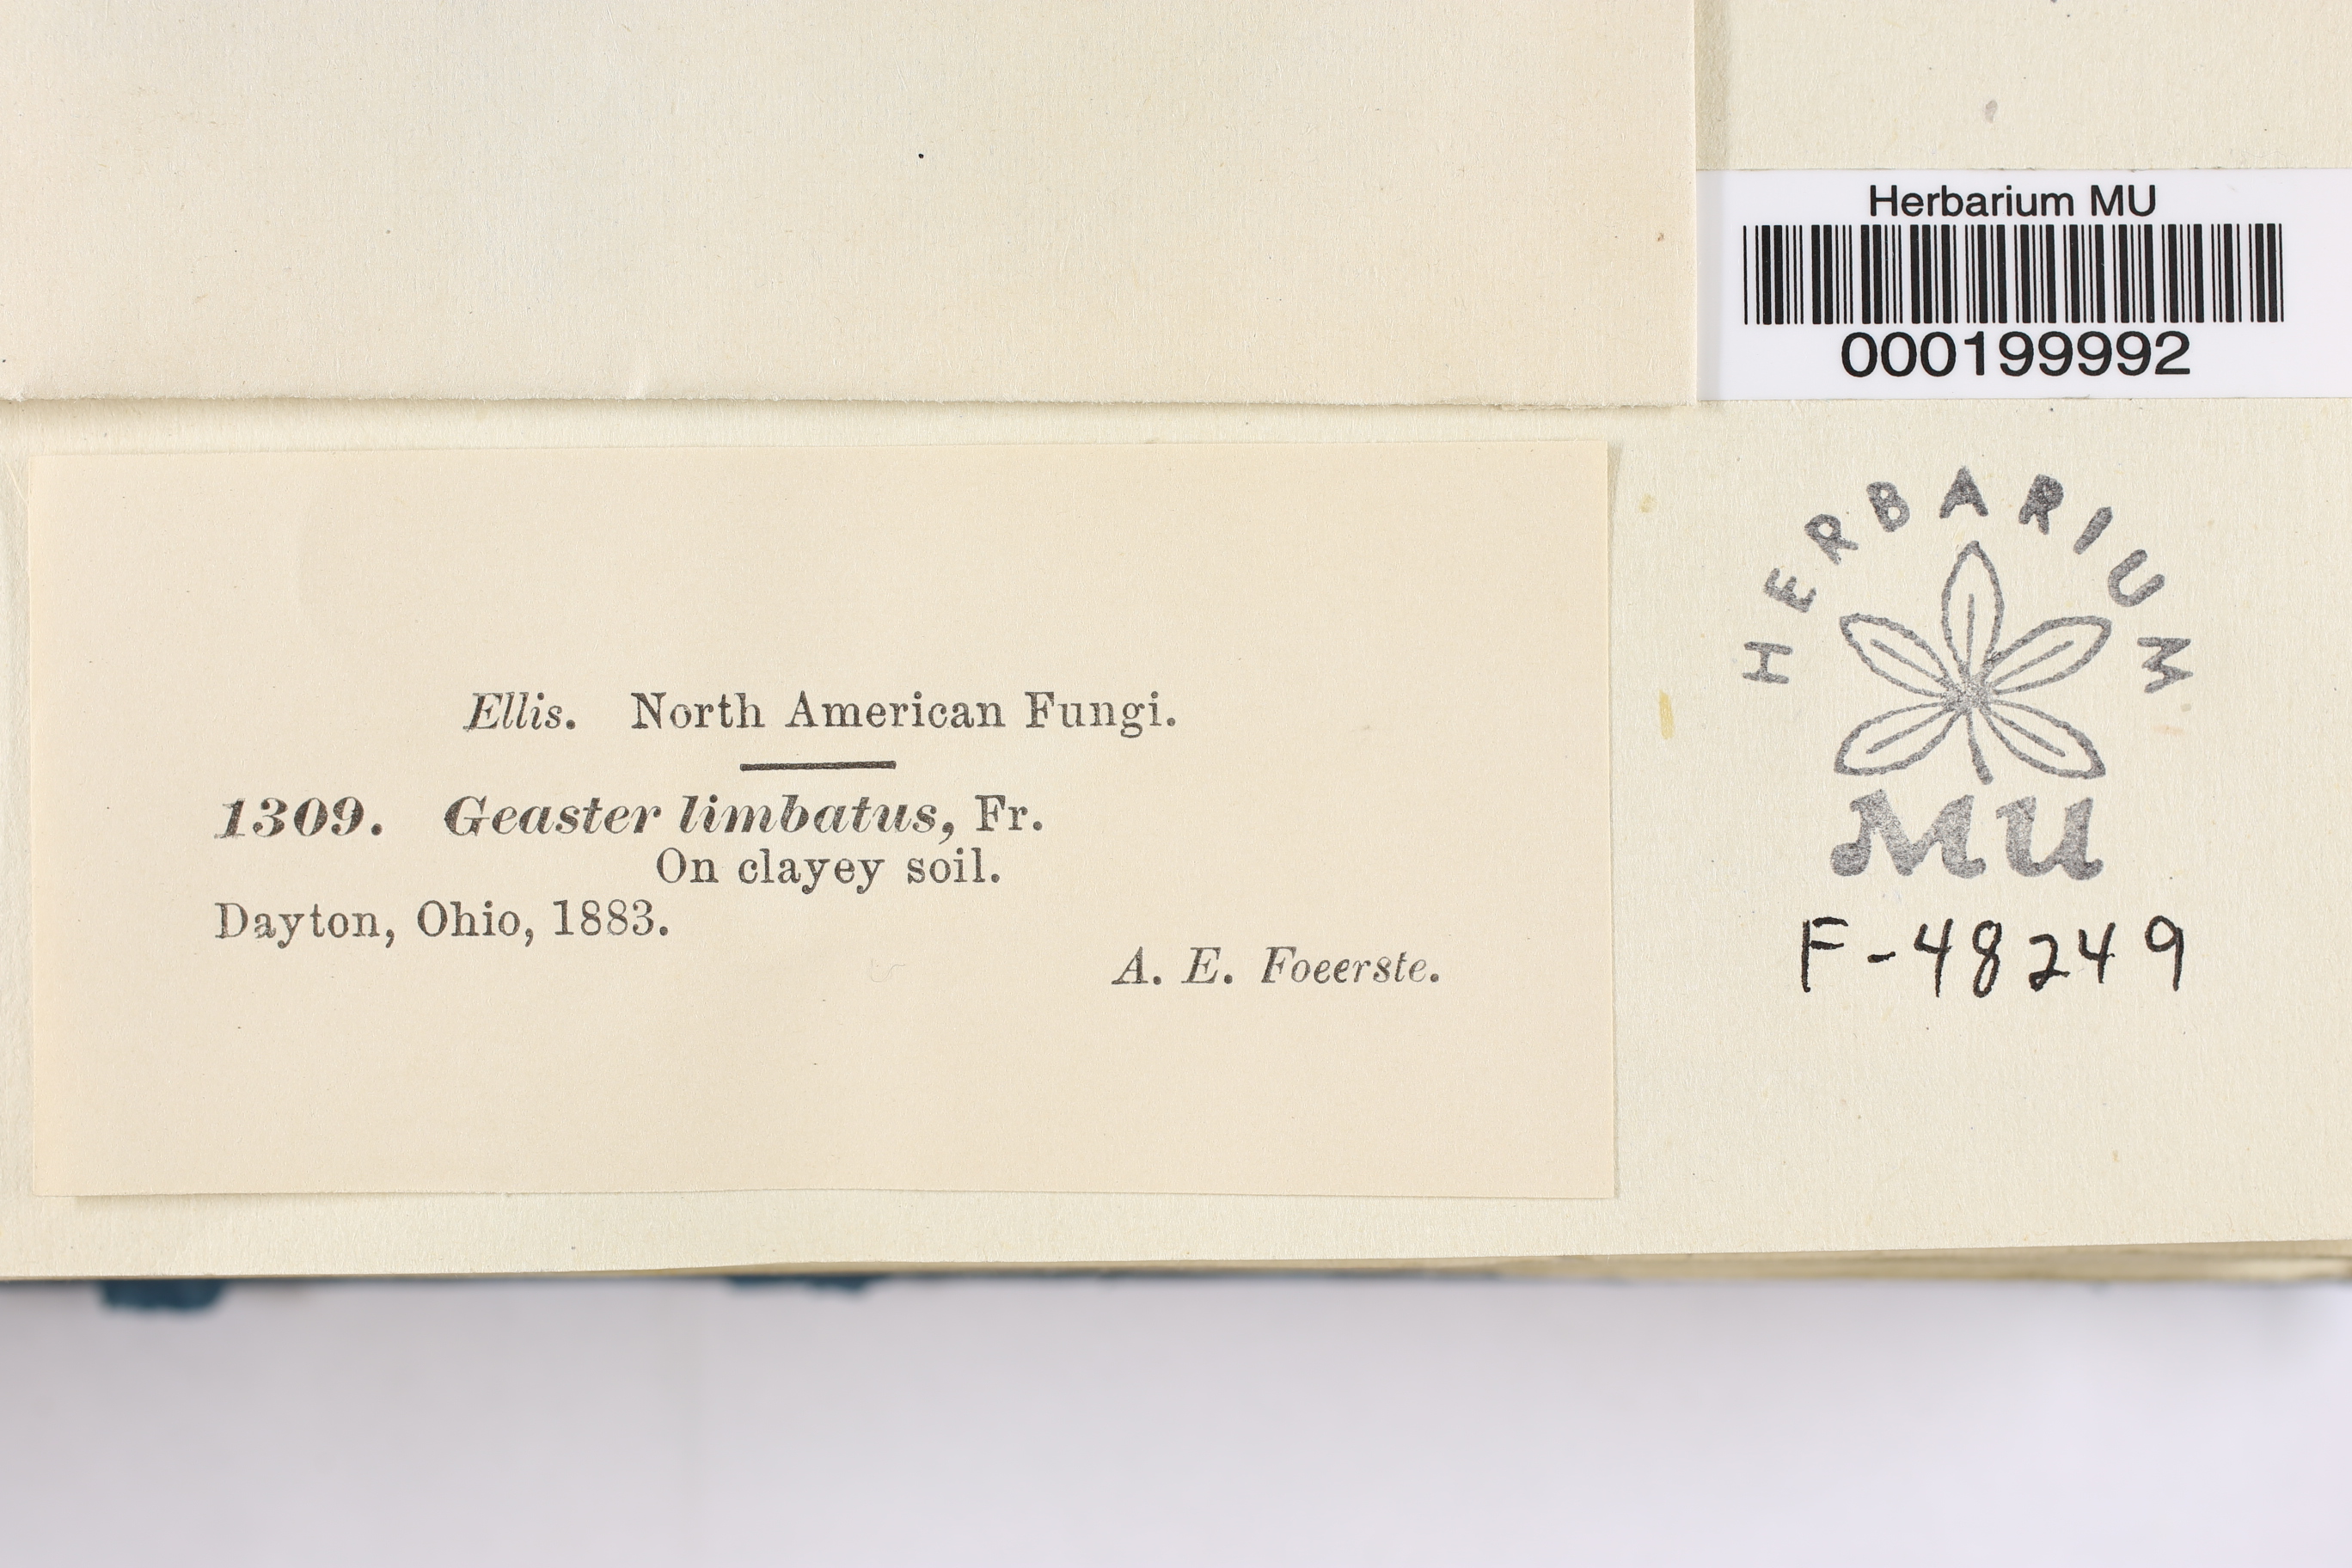 Herbarium MU
000199992
HERBARIUM
MU
F-48249
Ellis. North American Fungi.
1309. Geaster limbatus, Fr.
On clayey soil.
Dayton, Ohio, 1883.
A. E. Foeerste.